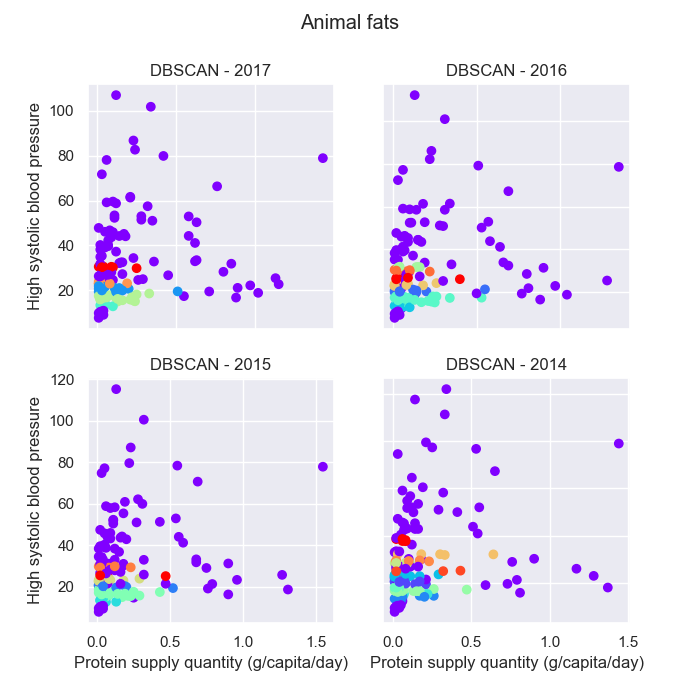 Animal fats
DBSCAN - 2017
DBSCAN - 2016
High systolic blood pressure
100
80
60
40
20
DBSCAN - 2015
DBSCAN - 2014
High systolic blood pressure
120
100
80
60
40
20
0.0 0.5 1.0 1.5
0.0 0.5 1.0 1.5
Protein supply quantity (g/capita/day)
Protein supply quantity (g/capita/day)